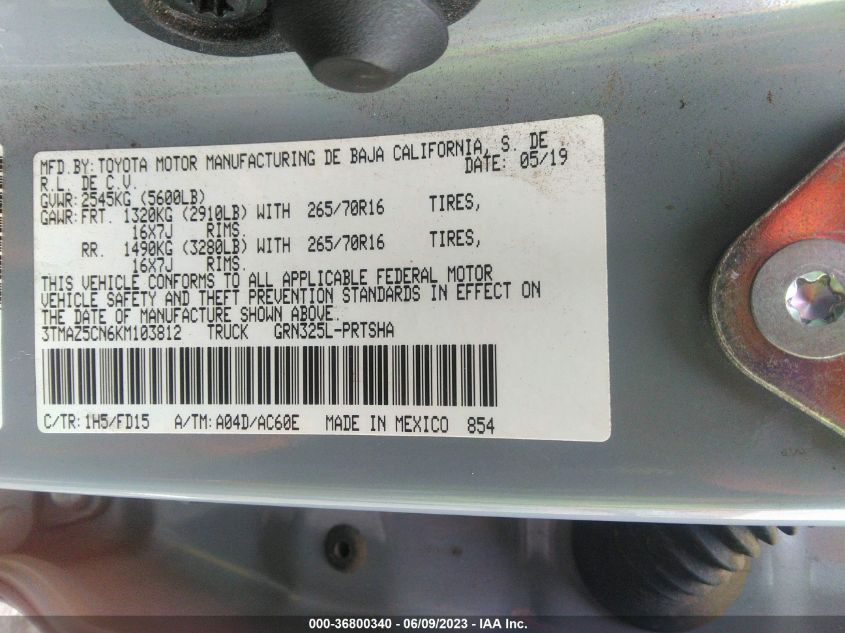 MFD.BY: TOYOTA MOTOR MANUFACTURING DE BAJA CALIFORNIA, S. DE
R.L. DE C.V. DATE: 05/19
GVWR: 2545KG (5600LB)
GAWR: FRT. 1320KG (2910LB) WITH 265/70R16 TIRES,
16X7J RIMS.
RR. 1490KG (3280LB) WITH 265/70R16 TIRES,
16X7J RIMS.
THIS VEHICLE CONFORMS TO ALL APPLICABLE FEDERAL MOTOR
VEHICLE SAFETY AND THEFT PREVENTION STANDARDS IN EFFECT ON
THE DATE OF MANUFACTURE SHOWN ABOVE.
3TMAZ5CN6KM103812 TRUCK GRN325L-PRTSHA
C/TR: 1H5/FD15 A/TM: A04D/AC60E MADE IN MEXICO 854
000-36800340 - 06/09/2023 - IAA Inc.